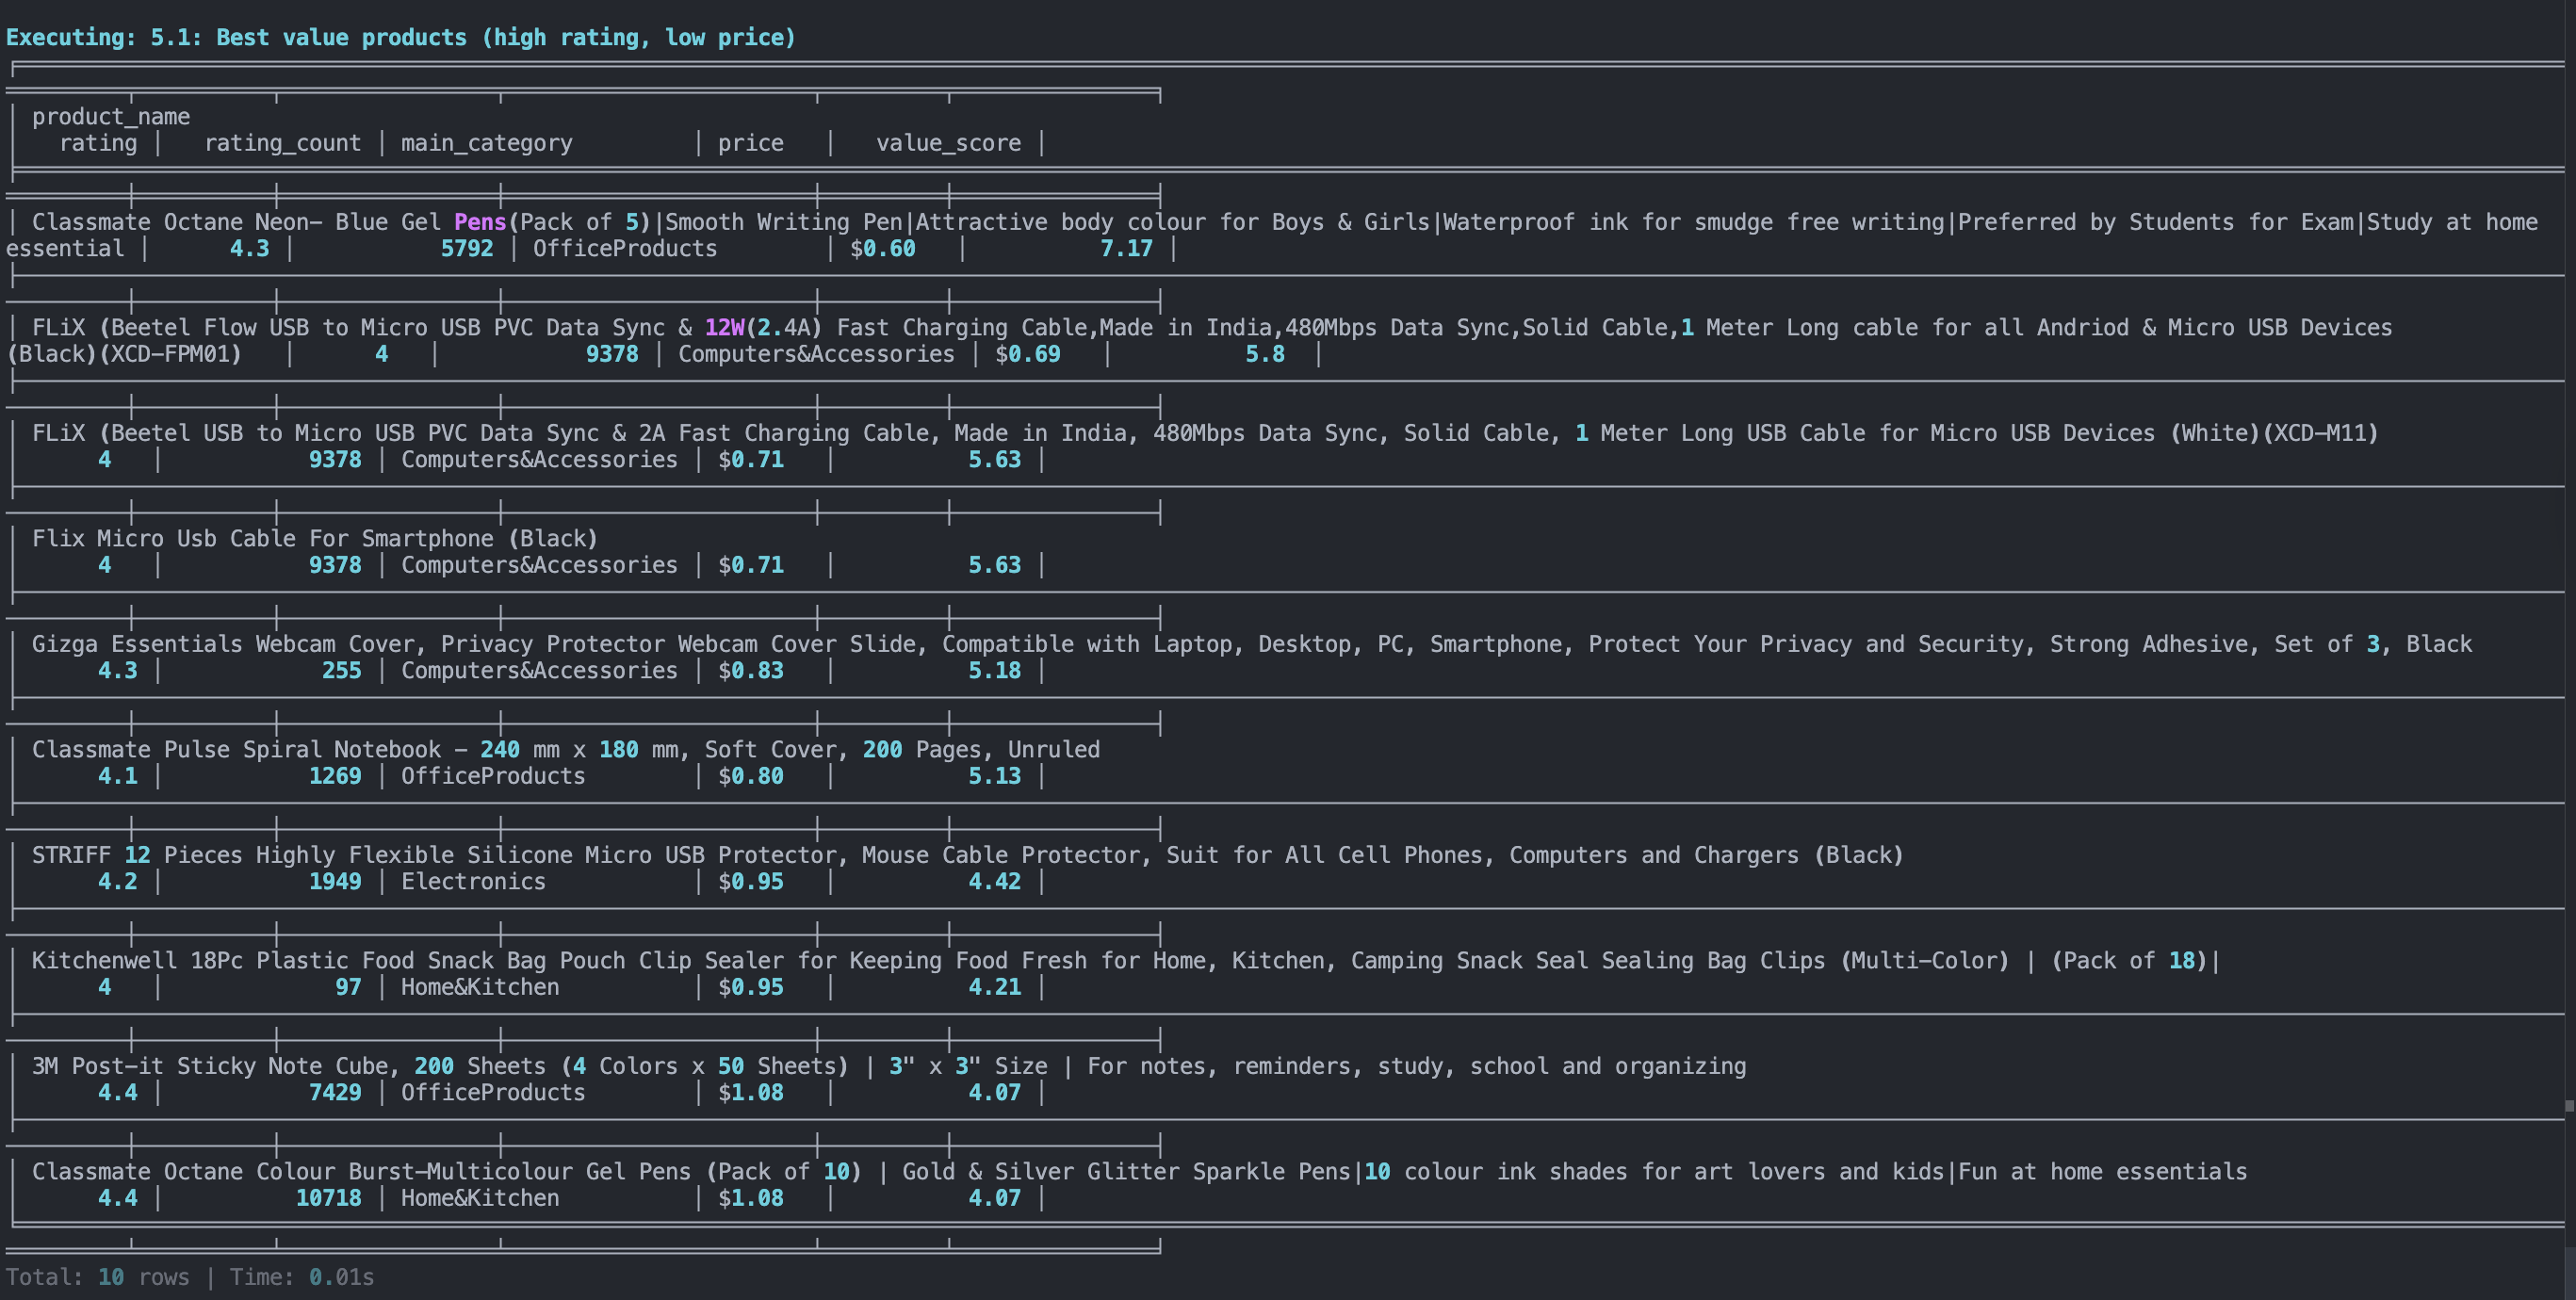 Executing: 5.1: Best value products (high rating, low price)
| product_name
rating | rating_count | main_category | price | value_score |
| Classmate Octane Neon- Blue Gel Pens(Pack of 5)|Smooth Writing Pen|Attractive body colour for Boys & Girls|Waterproof ink for smudge free writing|Preferred by Students for Exam|Study at home
essential | 4.3 | 5792 | OfficeProducts | $0.60 | 7.17 |
| FLiX (Beetel Flow USB to Micro USB PVC Data Sync & 12W(2.4A) Fast Charging Cable,Made in India,480Mbps Data Sync,Solid Cable,1 Meter Long cable for all Andriod & Micro USB Devices
(Black)(XCD-FPM01) | 4 | 9378 | Computers&Accessories | $0.69 | 5.8 |
| FLiX (Beetel USB to Micro USB PVC Data Sync & 2A Fast Charging Cable, Made in India, 480Mbps Data Sync, Solid Cable, 1 Meter Long USB Cable for Micro USB Devices (White)(XCD-M11)
4 | 9378 | Computers&Accessories | $0.71 | 5.63 |
| Flix Micro Usb Cable For Smartphone (Black)
4 | 9378 | Computers&Accessories | $0.71 | 5.63 |
| Gizga Essentials Webcam Cover, Privacy Protector Webcam Cover Slide, Compatible with Laptop, Desktop, PC, Smartphone, Protect Your Privacy and Security, Strong Adhesive, Set of 3, Black
4.3 | 255 | Computers&Accessories | $0.83 | 5.18 |
| Classmate Pulse Spiral Notebook - 240 mm x 180 mm, Soft Cover, 200 Pages, Unruled
4.1 | 1269 | OfficeProducts | $0.80 | 5.13 |
| STRIFF 12 Pieces Highly Flexible Silicone Micro USB Protector, Mouse Cable Protector, Suit for All Cell Phones, Computers and Chargers (Black)
4.2 | 1949 | Electronics | $0.95 | 4.42 |
| Kitchenwell 18Pc Plastic Food Snack Bag Pouch Clip Sealer for Keeping Food Fresh for Home, Kitchen, Camping Snack Seal Sealing Bag Clips (Multi-Color) | (Pack of 18)|
4 | 97 | Home&Kitchen | $0.95 | 4.21 |
| 3M Post-it Sticky Note Cube, 200 Sheets (4 Colors x 50 Sheets) | 3" x 3" Size | For notes, reminders, study, school and organizing
4.4 | 7429 | OfficeProducts | $1.08 | 4.07 |
| Classmate Octane Colour Burst-Multicolour Gel Pens (Pack of 10) | Gold & Silver Glitter Sparkle Pens|10 colour ink shades for art lovers and kids|Fun at home essentials
4.4 | 10718 | Home&Kitchen | $1.08 | 4.07 |
Total: 10 rows | Time: 0.01s